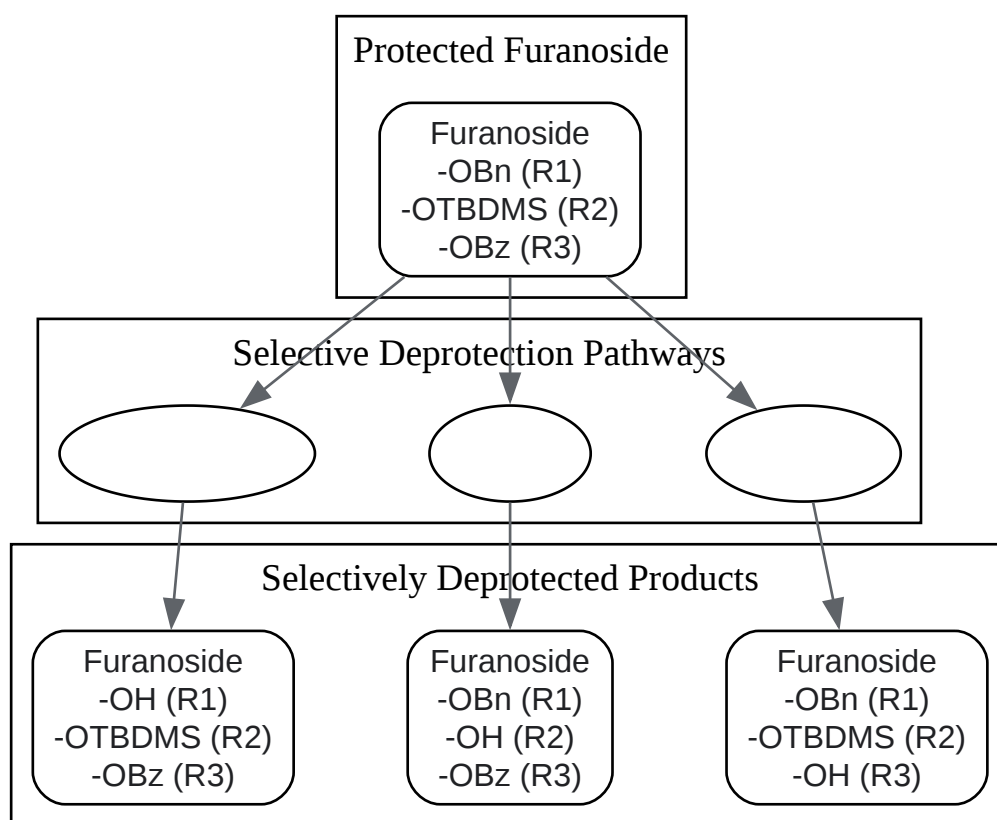 Protected Furanoside
Furanoside
-OBn (R1)
-OTBDMS (R2)
-OBz (R3)
Selective Deprotection Pathways
Selectively Deprotected Products
Furanoside
-OH (R1)
-OTBDMS (R2)
-OBz (R3)
Furanoside
-OBn (R1)
-OH (R2)
-OBz (R3)
Furanoside
-OBn (R1)
-OTBDMS (R2)
-OH (R3)